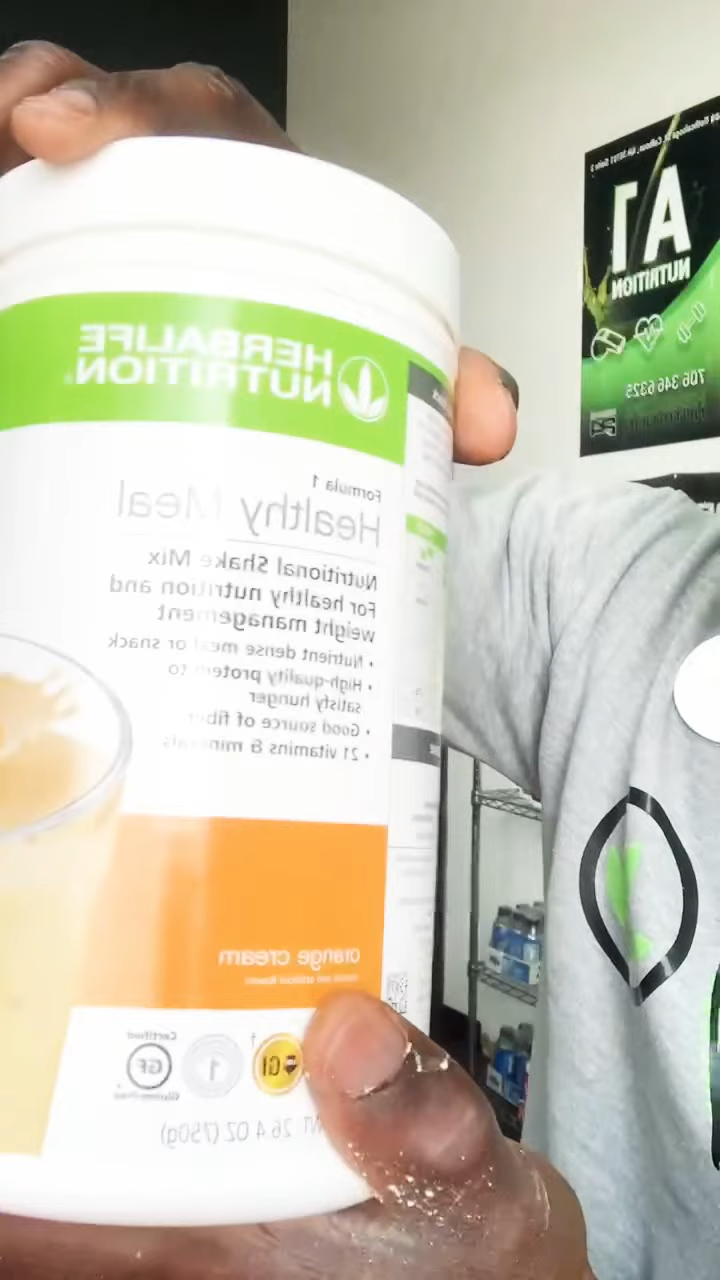 HERBALIFE
NUTRITION
Formula 1
Healthy Meal
Nutritional Shake Mix
For healthy nutrition and
weight management
• Nutrient dense meal or snack
• High-quality protein to
satisfy hunger
• Good source of fiber
• 21 vitamins & minerals
orange cream
Certified
GF
Gluten-Free
1
GI
26.4 OZ (750g)
A1
NUTRITION
706 346 6325